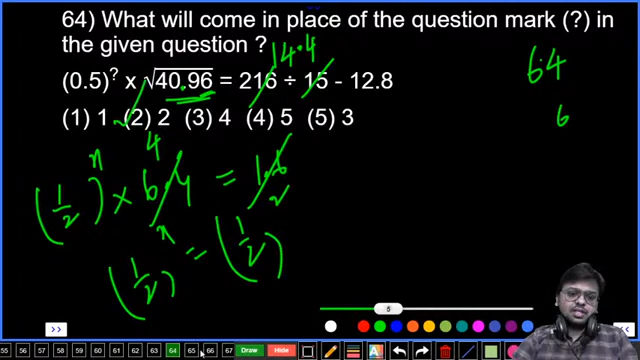 64) What will come in place of the question mark (?) in
the given question ?
14.4
64
(0.5)^? x √40.96 = 216 ÷ 15 - 12.8
(1) 1 (2) 2 (3) 4 (4) 5 (5) 3
6
4
(1/2)^x × 6.4 = 1.6
2
(1/2)^x = (1/2)
5
>> 55 56 57 58 59 60 61 62 63 64 65 66 67 Draw Hide >>